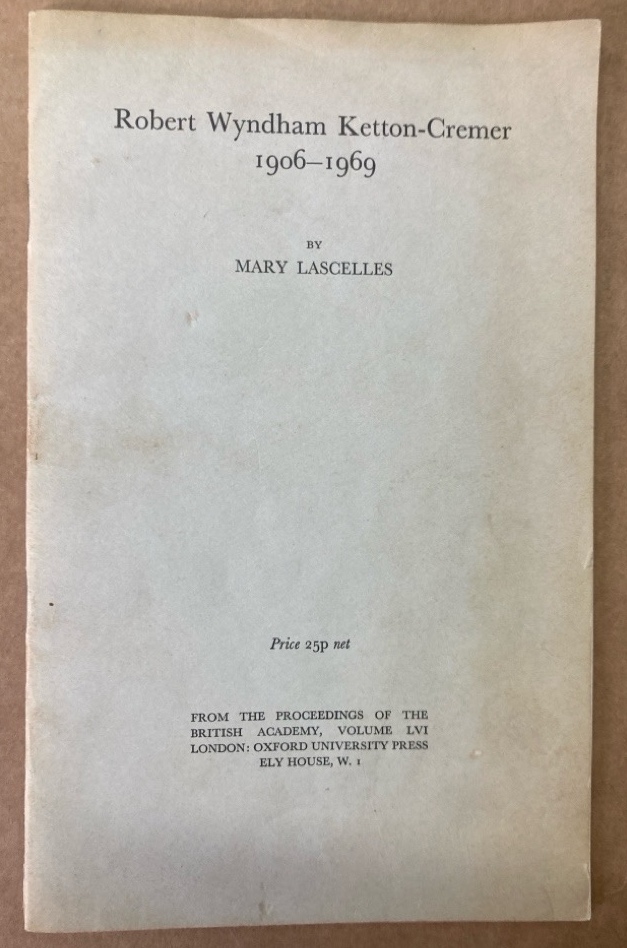 Robert Wyndham Ketton-Cremer
1906–1969
BY
MARY LASCELLES
Price 25p net
FROM THE PROCEEDINGS OF THE
BRITISH ACADEMY, VOLUME LVI
LONDON: OXFORD UNIVERSITY PRESS
ELY HOUSE, W. 1